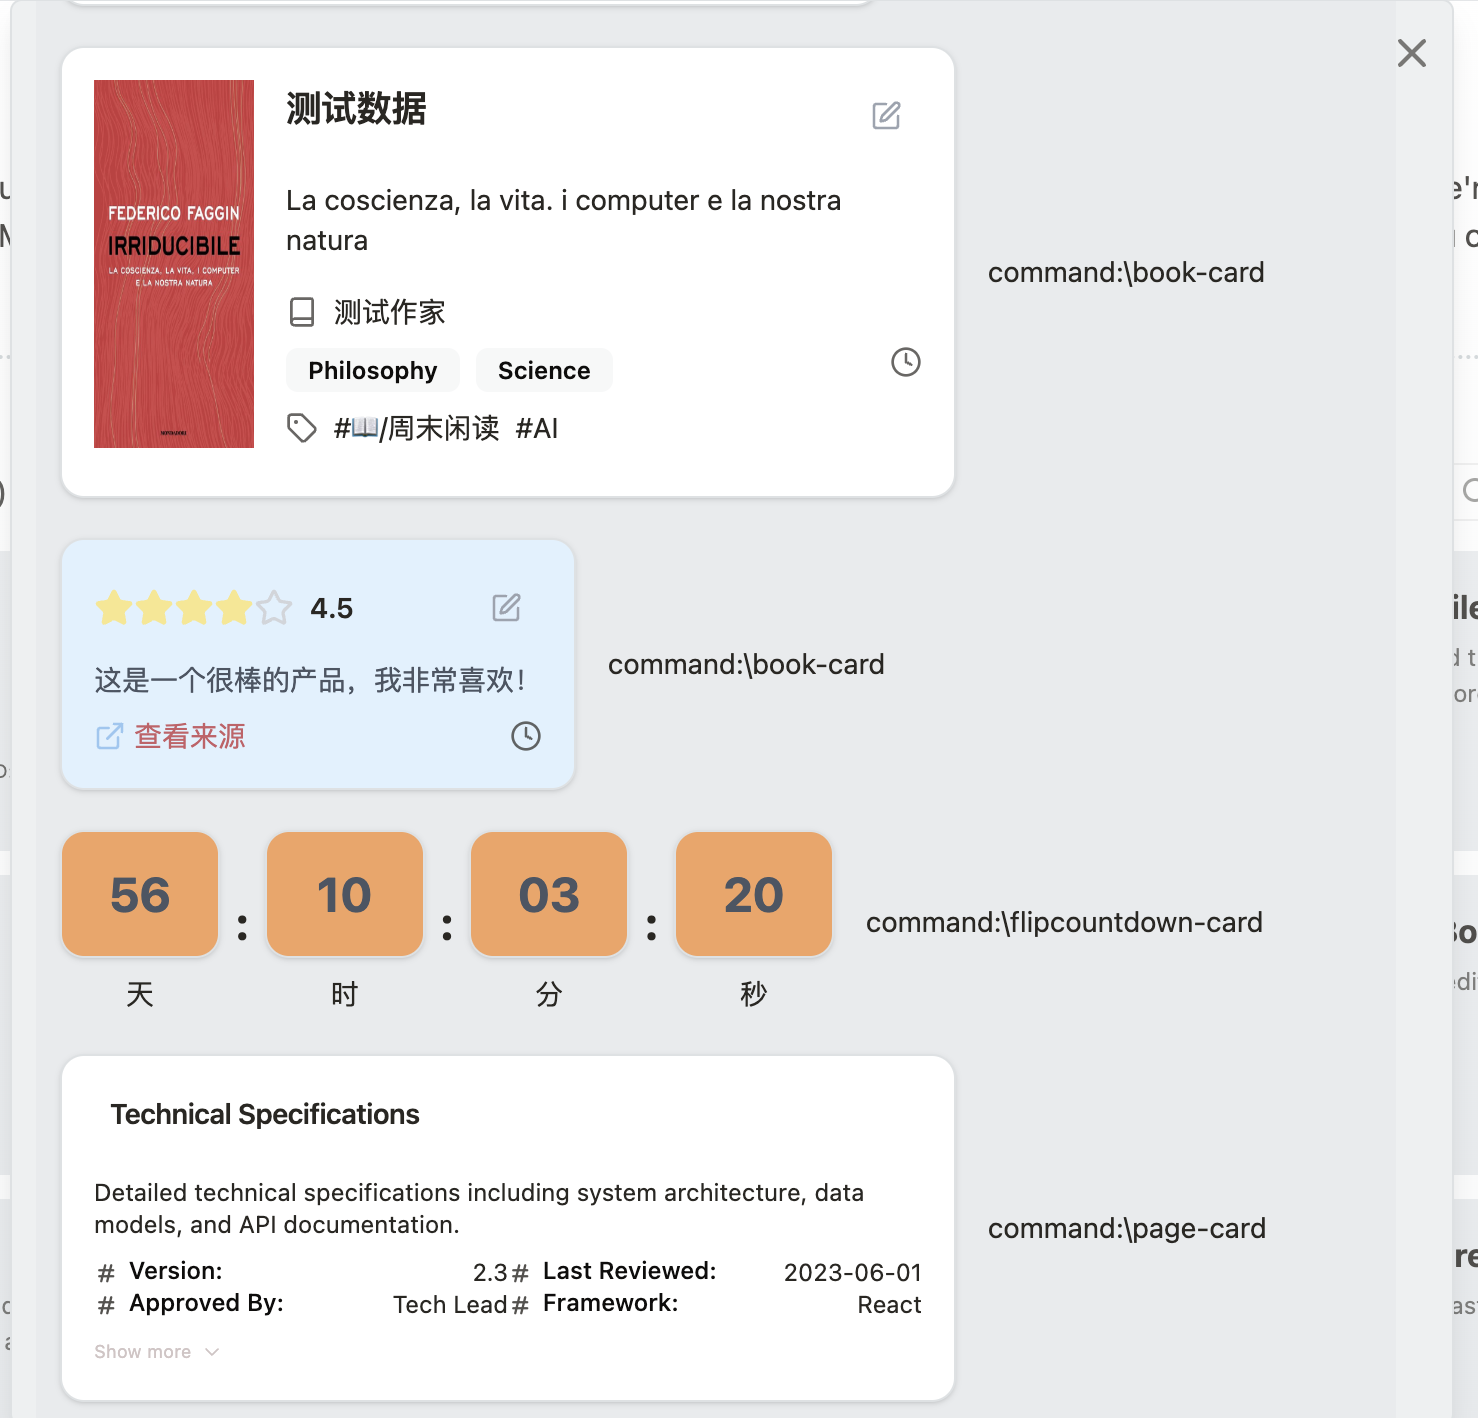 测试数据
La coscienza, la vita. i computer e la nostra
natura
FEDERICO FAGGIN
IRRIDUCIBILE
LA COSCIENZA, LA VITA, I COMPUTER
E LA NOSTRA NATURA
MONDADORI
测试作家
Philosophy Science
#📖/周末闲读 #AI
command:\book-card
4.5
这是一个很棒的产品，我非常喜欢！
查看来源
command:\book-card
56 : 10 : 03 : 20
天 时 分 秒
command:\flipcountdown-card
Technical Specifications
Detailed technical specifications including system architecture, data
models, and API documentation.
# Version: 2.3 # Last Reviewed: 2023-06-01
# Approved By: Tech Lead # Framework: React
Show more
command:\page-card